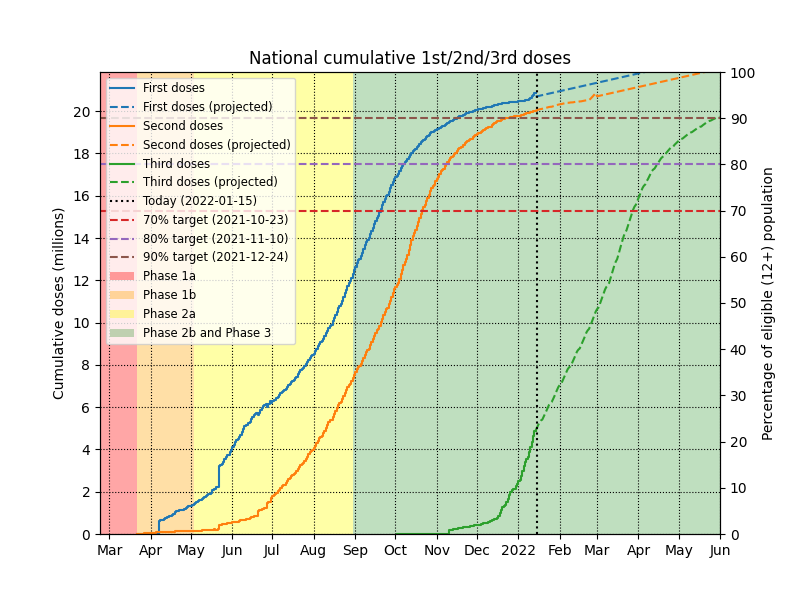 National cumulative 1st/2nd/3rd doses
Cumulative doses (millions)
20
18
16
14
12
10
8
6
4
2
0
First doses
First doses (projected)
Second doses
Second doses (projected)
Third doses
Third doses (projected)
Today (2022-01-15)
70% target (2021-10-23)
80% target (2021-11-10)
90% target (2021-12-24)
Phase 1a
Phase 1b
Phase 2a
Phase 2b and Phase 3
100
90
80
70
60
50
40
30
20
10
0
Percentage of eligible (12+) population
Mar Apr May Jun Jul Aug Sep Oct Nov Dec 2022 Feb Mar Apr May Jun